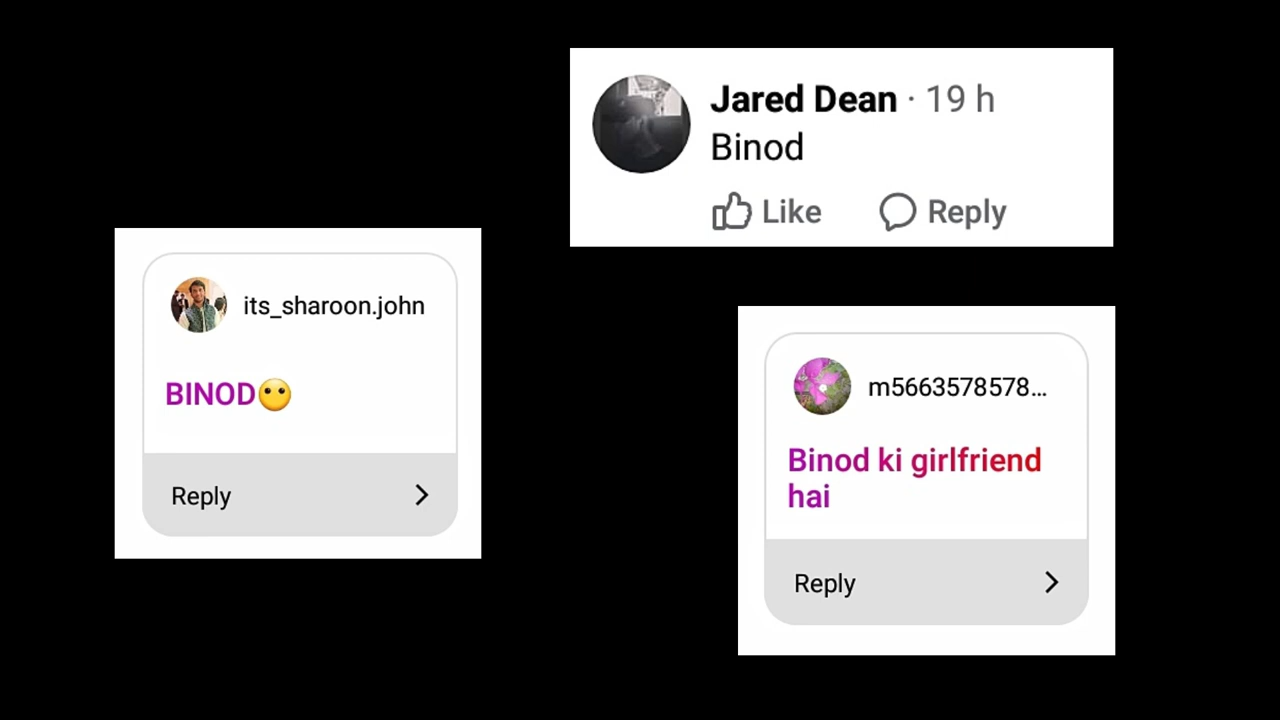 Jared Dean · 19 h
Binod
Like Reply
its_sharoon.john
BINOD😶
Reply
m5663578578...
Binod ki girlfriend
hai
Reply